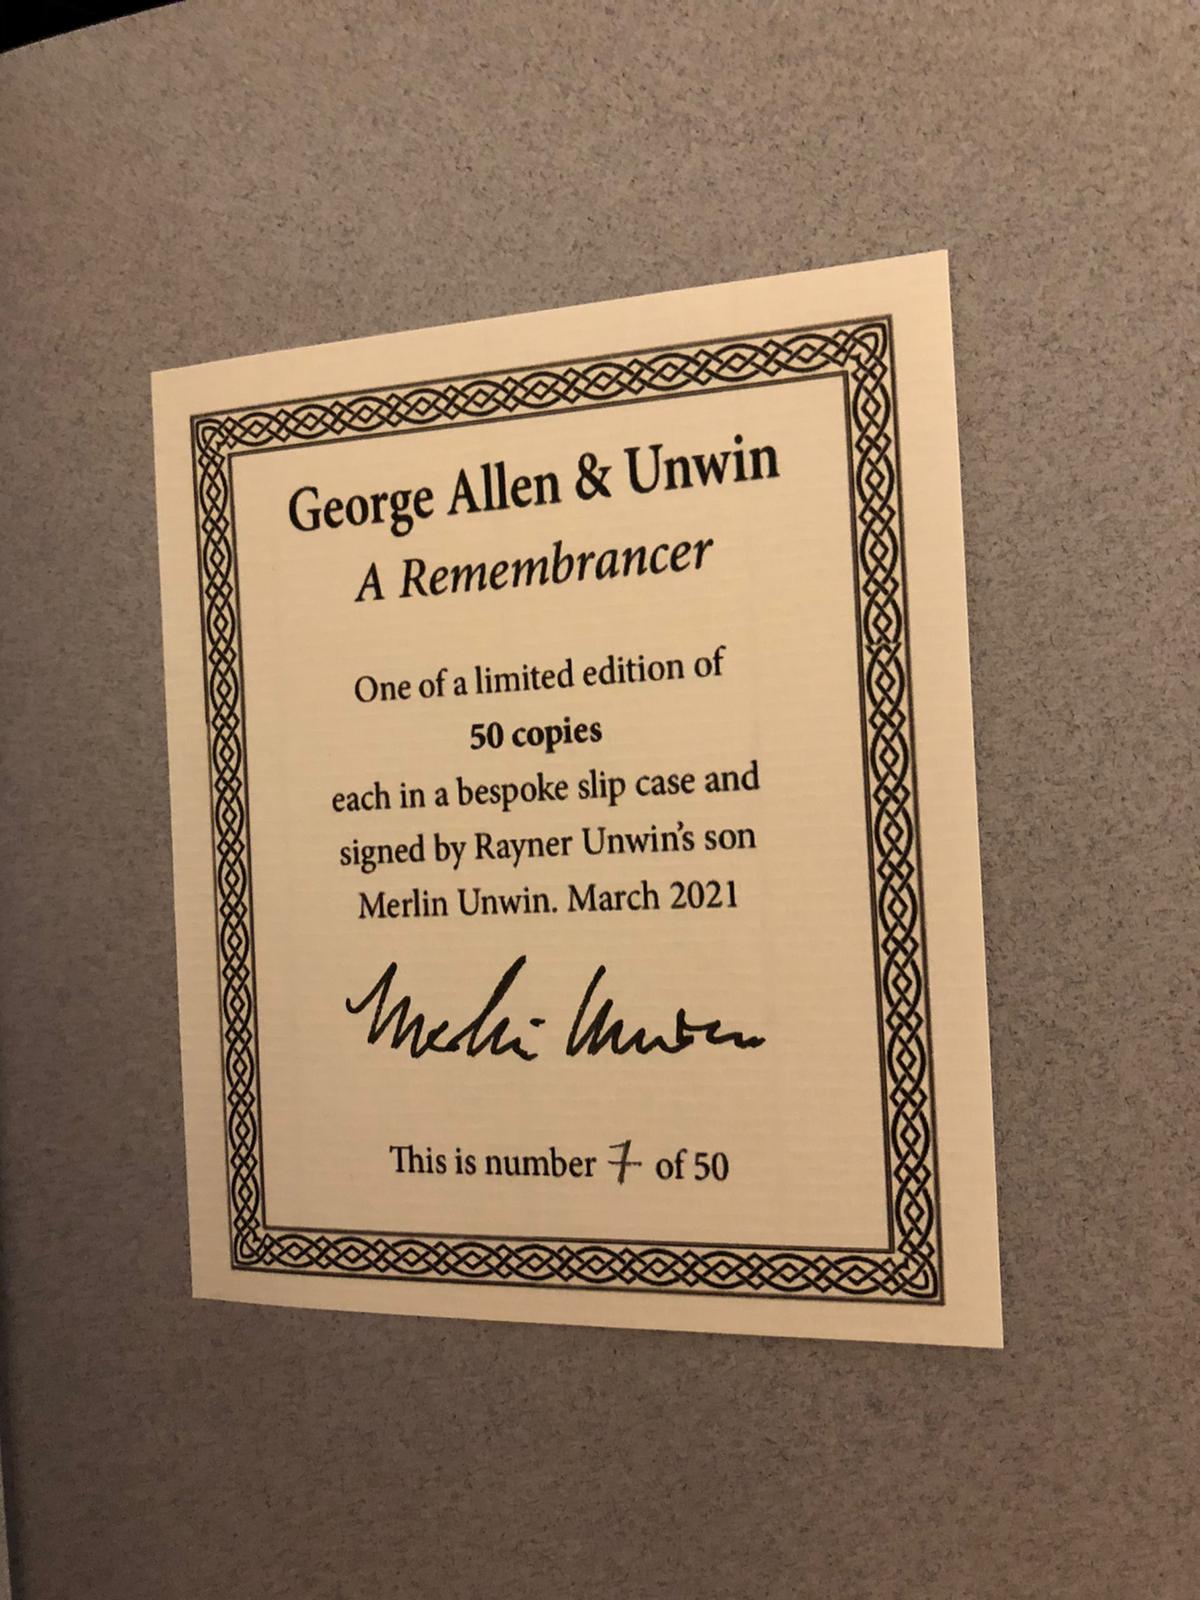 George Allen & Unwin
A Remembrancer
One of a limited edition of
50 copies
each in a bespoke slip case and
signed by Rayner Unwin's son
Merlin Unwin. March 2021
Merlin Unwin
This is number 7 of 50